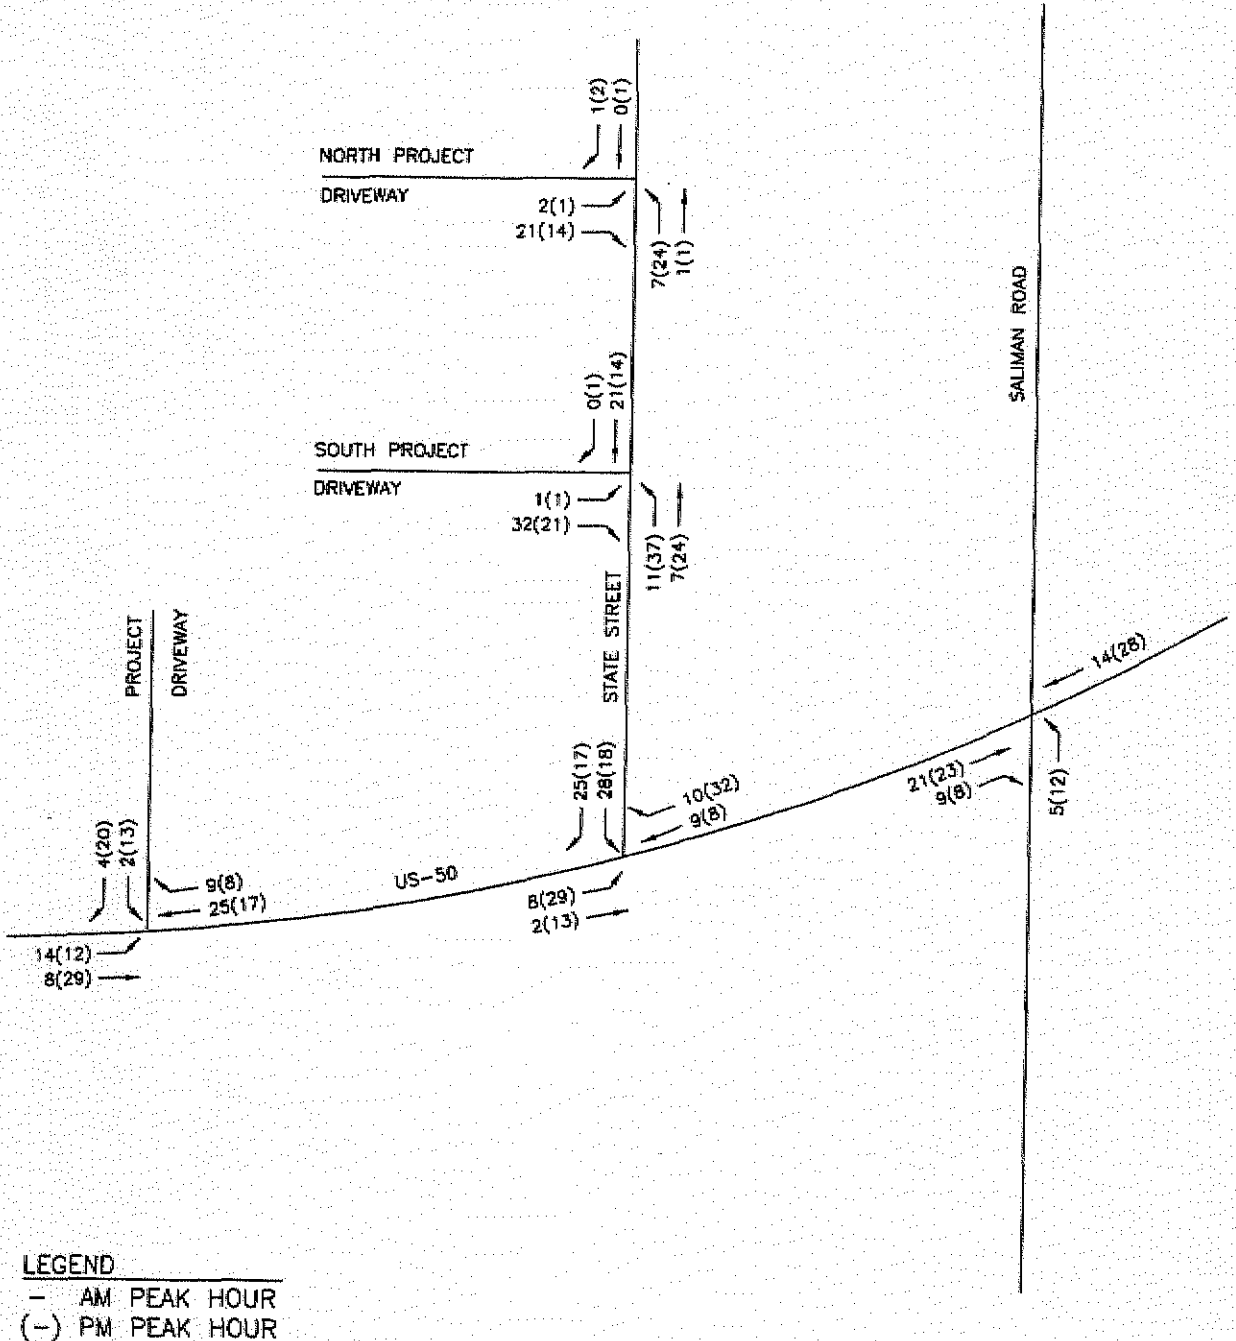 1(2)
0(1)
NORTH PROJECT
DRIVEWAY
2(1)
21(14)
7(24)
1(1)
SALIMAN ROAD
0(1)
21(14)
SOUTH PROJECT
DRIVEWAY
1(1)
32(21)
11(37)
7(24)
STATE STREET
PROJECT
DRIVEWAY
14(28)
25(17)
28(18)
10(32)
9(8)
21(23)
9(8)
5(12)
4(20)
2(13)
9(8)
25(17)
US-50
8(29)
2(13)
14(12)
8(29)
LEGEND
- AM PEAK HOUR
(-) PM PEAK HOUR